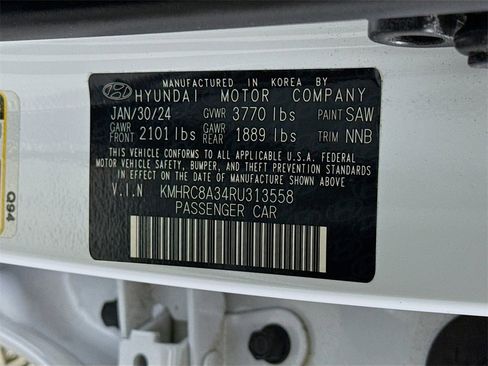 MANUFACTURED IN KOREA BY
HYUNDAI MOTOR COMPANY
JAN/30/24 GVWR 3770 lbs PAINT SAW
GAWR FRONT 2101 lbs GAWR REAR 1889 lbs TRIM NNB
THIS VEHICLE CONFORMS TO ALL APPLICABLE U.S.A. FEDERAL
MOTOR VEHICLE SAFETY, BUMPER, AND THEFT PREVENTION STANDARDS
IN EFFECT ON THE DATE OF MANUFACTURE SHOWN ABOVE.
V.I.N KMHRC8A34RU313558
PASSENGER CAR
Q94